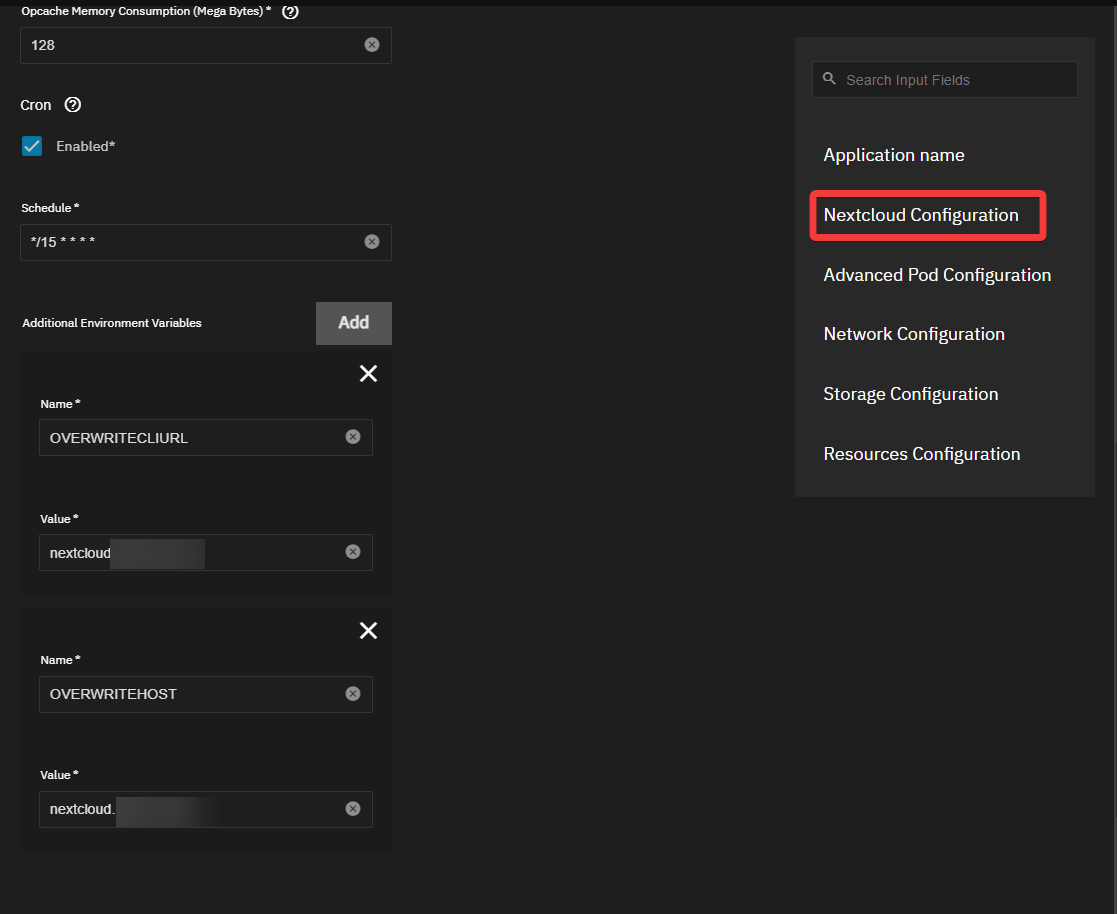 Opcache Memory Consumption (Mega Bytes) *
128
Cron
Enabled*
Schedule *
*/15 * * * *
Additional Environment Variables
Add
Name *
OVERWRITECLIURL
Value *
nextcloud
Name *
OVERWRITEHOST
Value *
nextcloud.
Search Input Fields
Application name
Nextcloud Configuration
Advanced Pod Configuration
Network Configuration
Storage Configuration
Resources Configuration